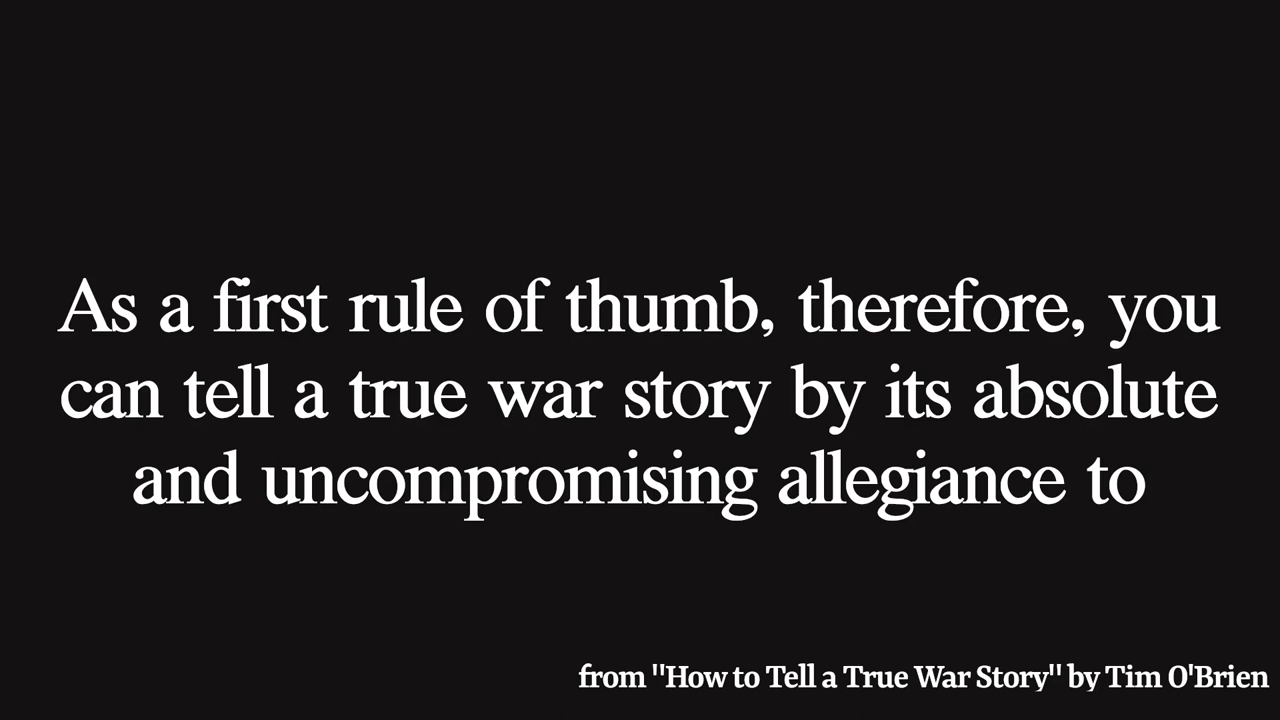 As a first rule of thumb, therefore, you
can tell a true war story by its absolute
and uncompromising allegiance to
from "How to Tell a True War Story" by Tim O'Brien